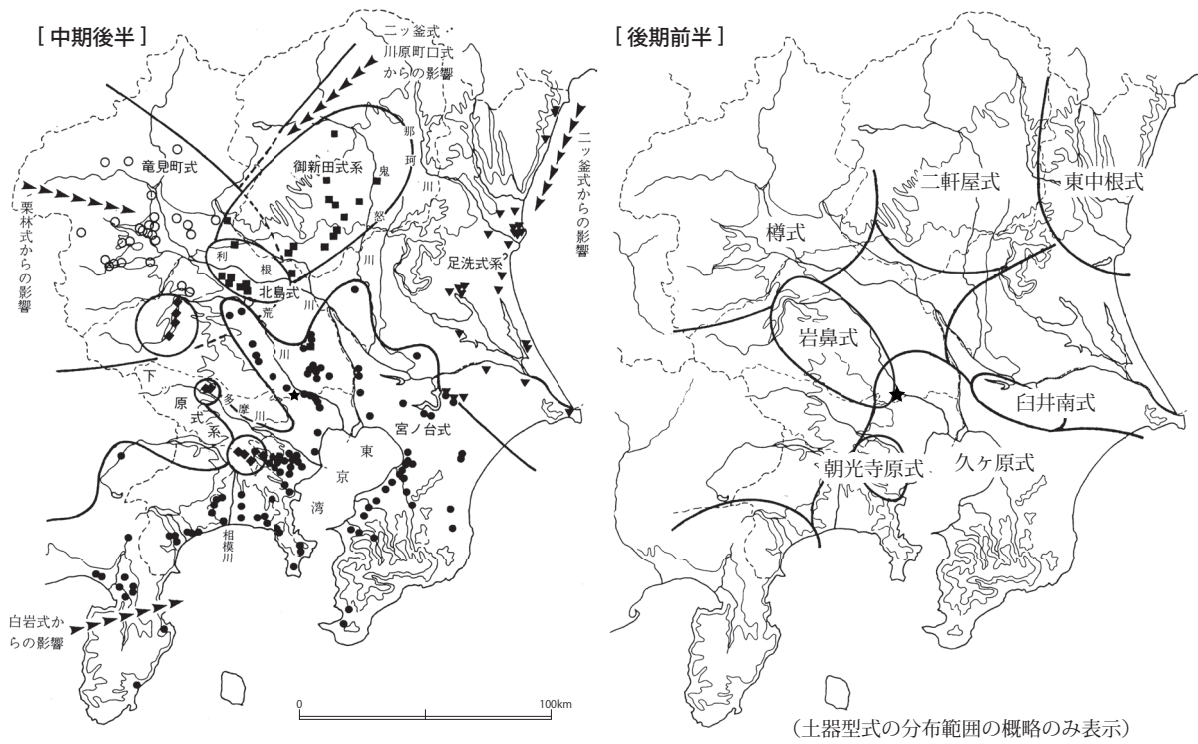 [ 中期後半 ]
二ッ釜式・
川原町口式
からの影響
竜見町式
御新田式系
那珂川
鬼怒川
栗林式からの影響
二ッ釜式からの影響
利根川
北島式
足洗式系
荒川
下原式系
多摩川
宮ノ台式
東京湾
相模川
白岩式か
らの影響
0
100km
[ 後期前半 ]
二軒屋式
東中根式
樽式
岩鼻式
臼井南式
朝光寺原式
久ヶ原式
(土器型式の分布範囲の概略のみ表示)